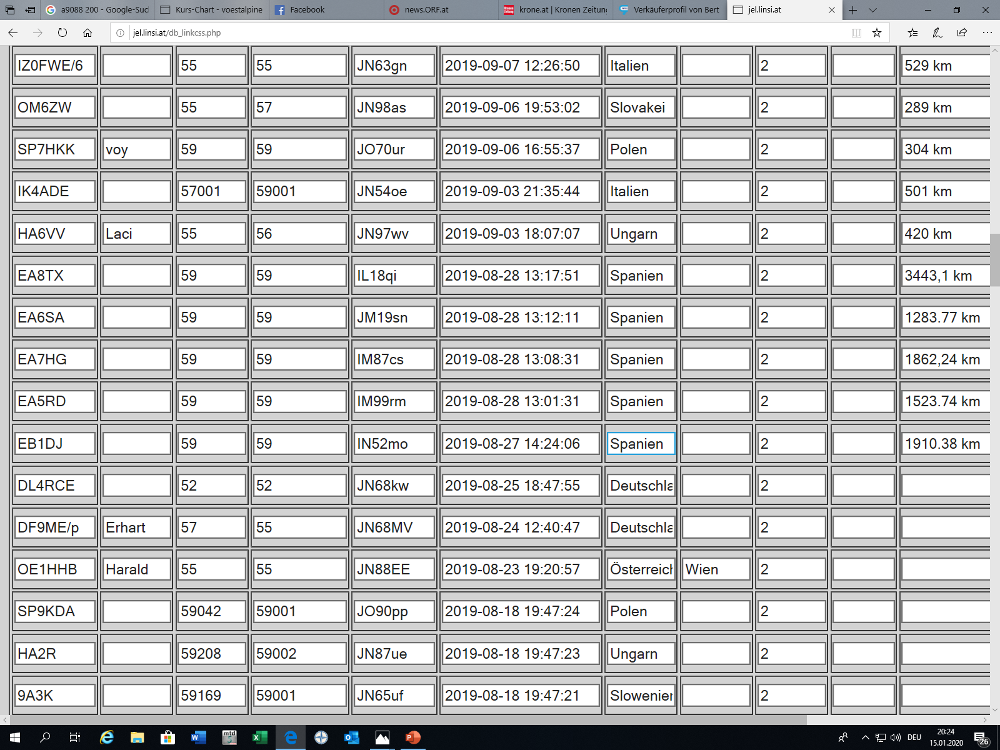 a9088 200 - Google-Suc Kurs-Chart - voestalpine Facebook news.ORF.at krone.at | Kronen Zeitung Verkäuferprofil von Bert jel.linsi.at
jel.linsi.at/db_linkcss.php
IZ0FWE/6 55 55 JN63gn 2019-09-07 12:26:50 Italien 2 529 km
OM6ZW 55 57 JN98as 2019-09-06 19:53:02 Slovakei 2 289 km
SP7HKK voy 59 59 JO70ur 2019-09-06 16:55:37 Polen 2 304 km
IK4ADE 57001 59001 JN54oe 2019-09-03 21:35:44 Italien 2 501 km
HA6VV Laci 55 56 JN97wv 2019-09-03 18:07:07 Ungarn 2 420 km
EA8TX 59 59 IL18qi 2019-08-28 13:17:51 Spanien 2 3443,1 km
EA6SA 59 59 JM19sn 2019-08-28 13:12:11 Spanien 2 1283.77 km
EA7HG 59 59 IM87cs 2019-08-28 13:08:31 Spanien 2 1862,24 km
EA5RD 59 59 IM99rm 2019-08-28 13:01:31 Spanien 2 1523.74 km
EB1DJ 59 59 IN52mo 2019-08-27 14:24:06 Spanien 2 1910.38 km
DL4RCE 52 52 JN68kw 2019-08-25 18:47:55 Deutschla 2
DF9ME/p Erhart 57 55 JN68MV 2019-08-24 12:40:47 Deutschla 2
OE1HHB Harald 55 55 JN88EE 2019-08-23 19:20:57 Österreich Wien 2
SP9KDA 59042 59001 JO90pp 2019-08-18 19:47:24 Polen 2
HA2R 59208 59002 JN87ue 2019-08-18 19:47:23 Ungarn 2
9A3K 59169 59001 JN65uf 2019-08-18 19:47:21 Slowenien 2
mtd DEU 20:24
15.01.2020 26